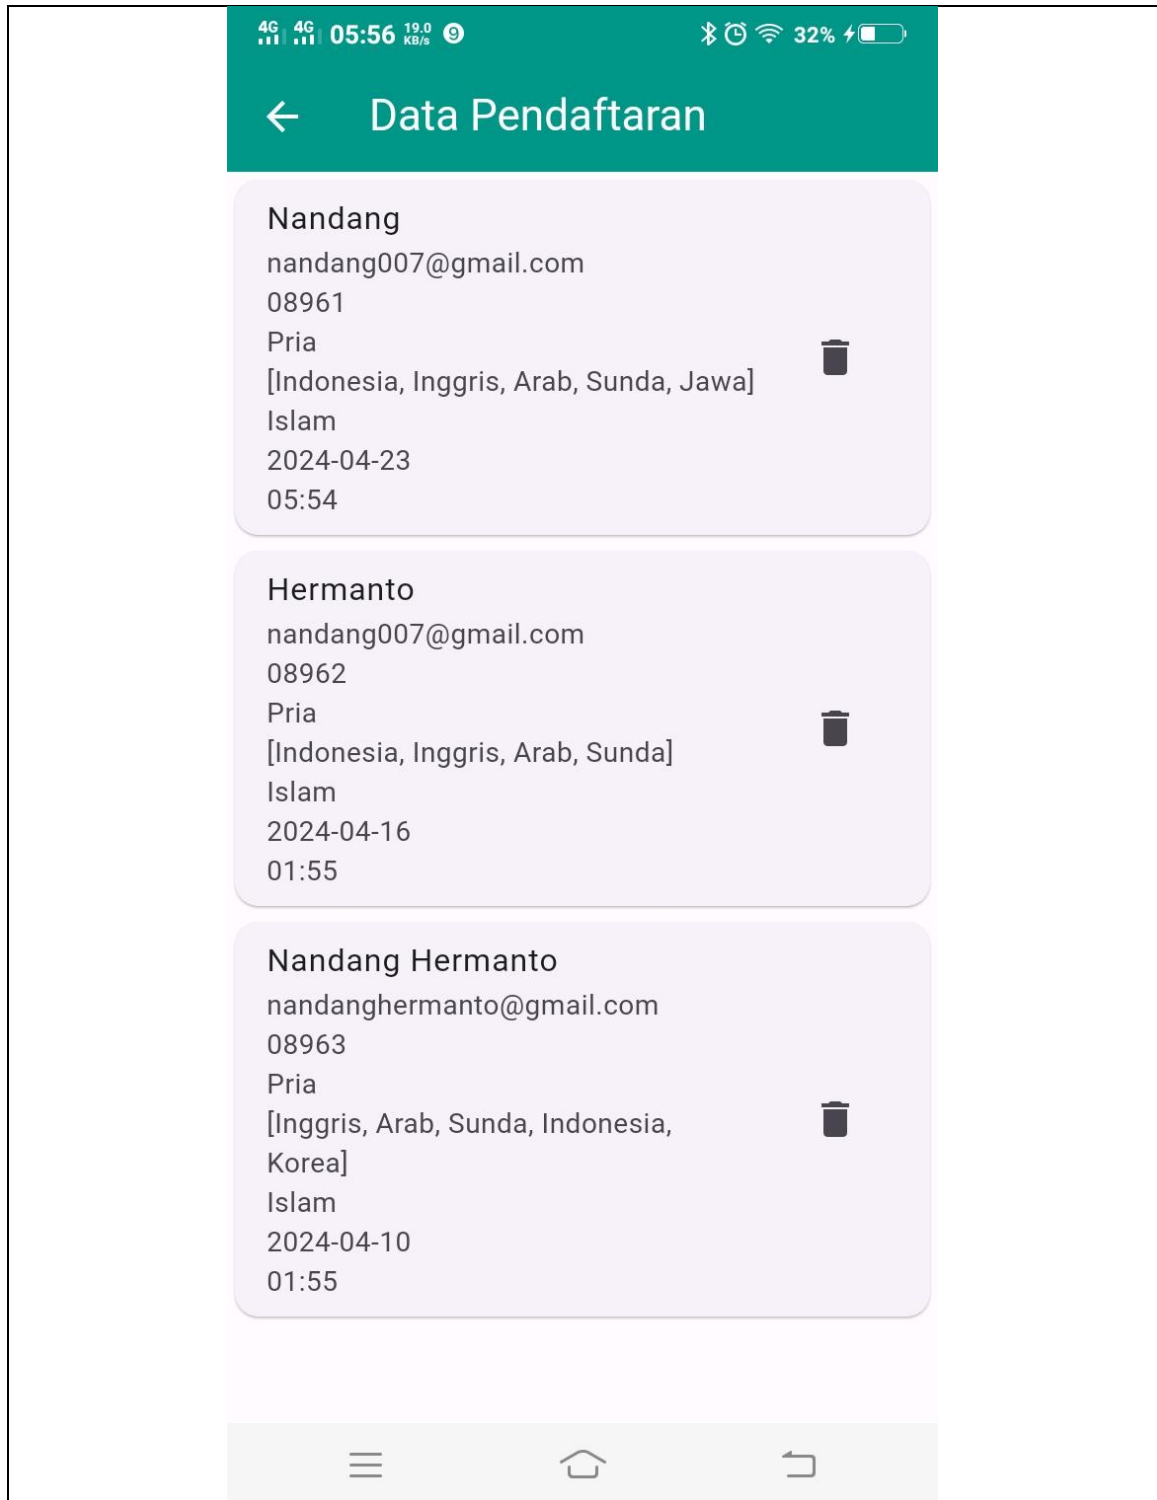 4G 4G 05:56 19.0 KB/s 9 32%
Data Pendaftaran
Nandang
nandang007@gmail.com
08961
Pria
[Indonesia, Inggris, Arab, Sunda, Jawa]
Islam
2024-04-23
05:54
Hermanto
nandang007@gmail.com
08962
Pria
[Indonesia, Inggris, Arab, Sunda]
Islam
2024-04-16
01:55
Nandang Hermanto
nandanghermanto@gmail.com
08963
Pria
[Inggris, Arab, Sunda, Indonesia,
Korea]
Islam
2024-04-10
01:55